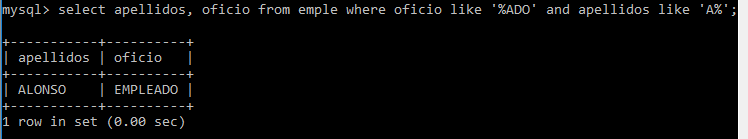 mysql> select apellidos, oficio from emple where oficio like '%ADO' and apellidos like 'A%';
+-----------+----------+
| apellidos | oficio   |
+-----------+----------+
| ALONSO    | EMPLEADO |
+-----------+----------+
1 row in set (0.00 sec)